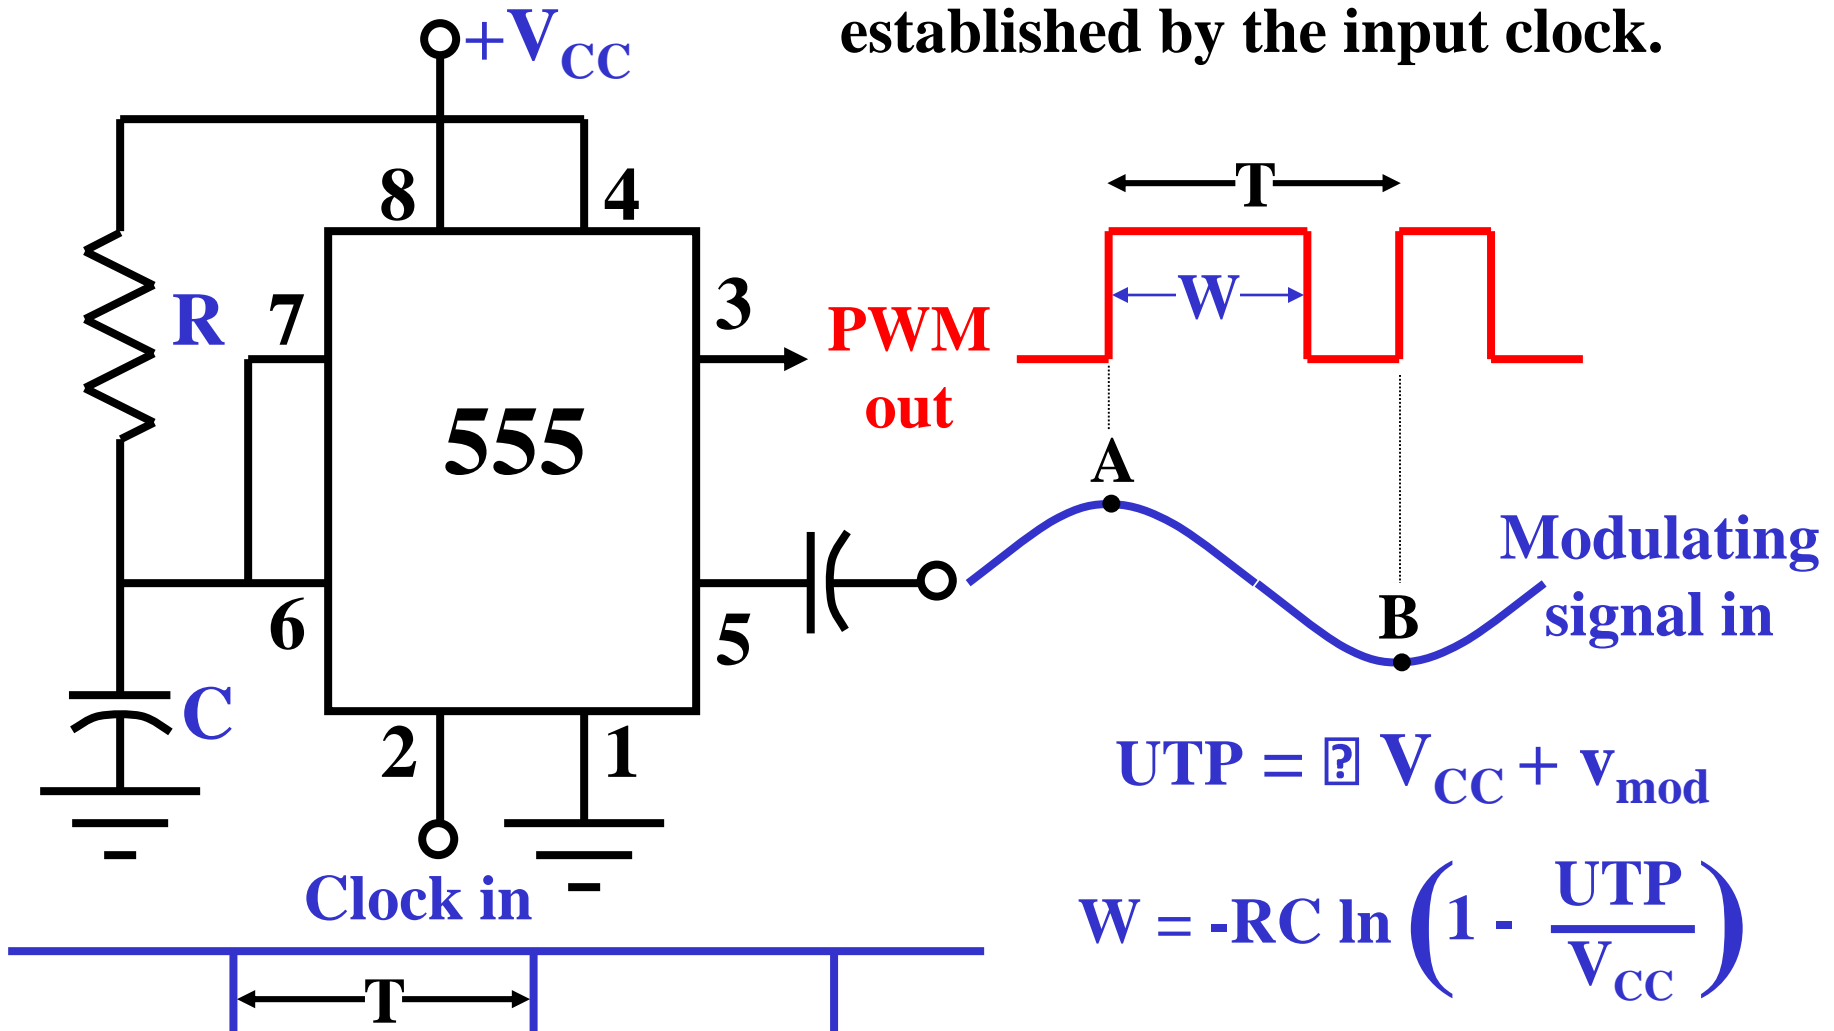 established by the input clock.
+VCC
8
4
T
R
7
3
W
PWM
out
555
A
Modulating
signal in
6
5
B
C
2
1
UTP = VCC + vmod
Clock in
W = -RC ln (1 - UTP
VCC )
T